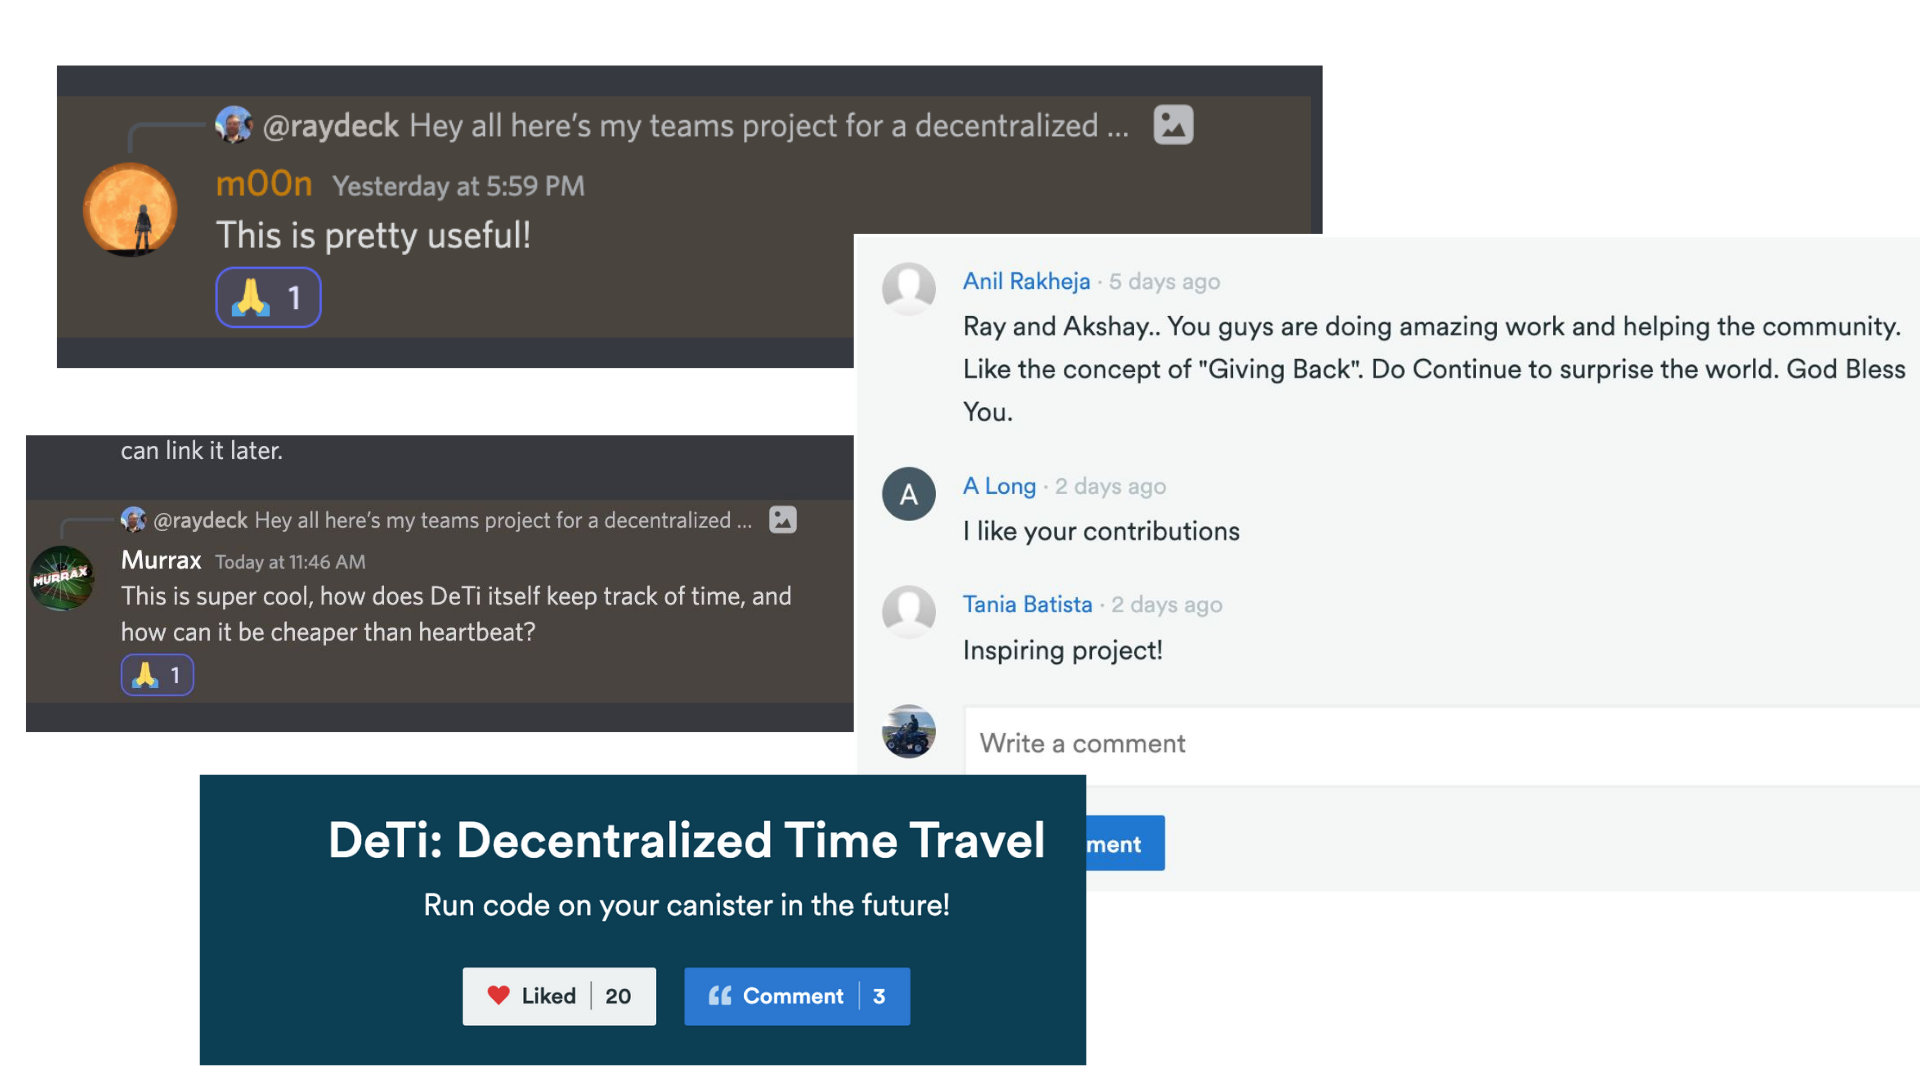 @raydeck Hey all here's my teams project for a decentralized ...
m00n Yesterday at 5:59 PM
This is pretty useful!
🙏 1
can link it later.
@raydeck Hey all here's my teams project for a decentralized ...
MURRAX
Murrax Today at 11:46 AM
This is super cool, how does DeTi itself keep track of time, and
how can it be cheaper than heartbeat?
🙏 1
Anil Rakheja · 5 days ago
Ray and Akshay.. You guys are doing amazing work and helping the community.
Like the concept of "Giving Back". Do Continue to surprise the world. God Bless
You.
A
A Long · 2 days ago
I like your contributions
Tania Batista · 2 days ago
Inspiring project!
Write a comment
ment
DeTi: Decentralized Time Travel
Run code on your canister in the future!
Liked 20
Comment 3